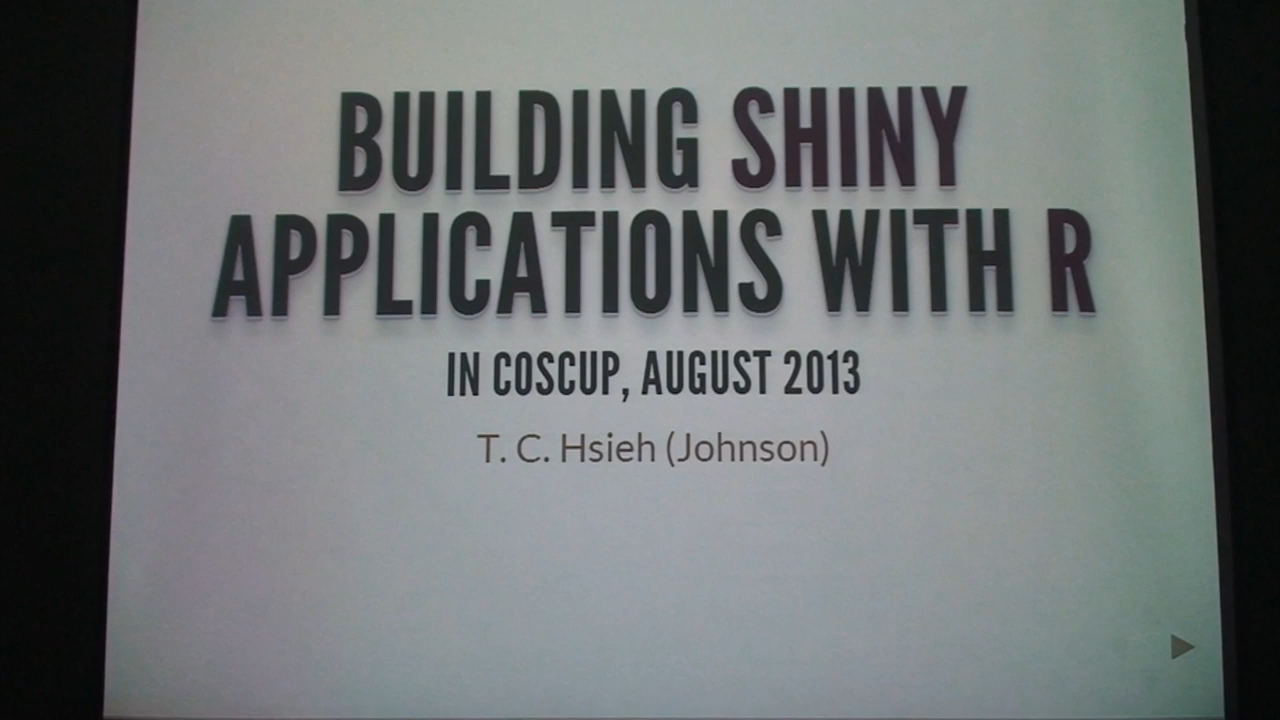 BUILDING SHINY
APPLICATIONS WITH R
IN COSCUP, AUGUST 2013
T. C. Hsieh (Johnson)